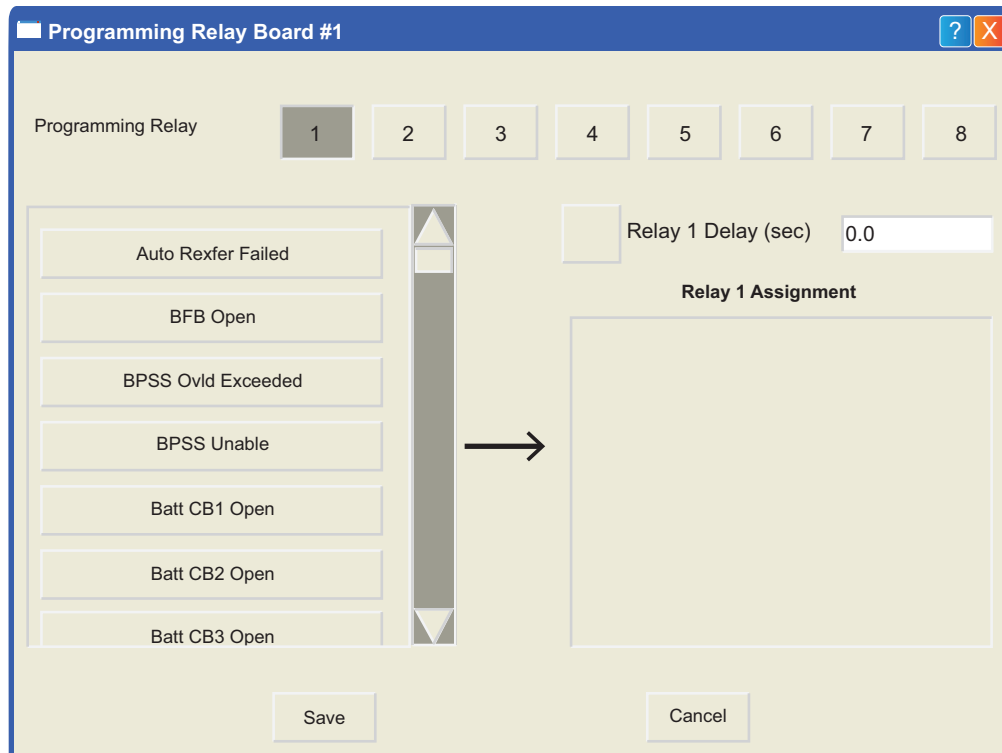 Programming Relay Board #1
? X
Programming Relay 1 2 3 4 5 6 7 8
Auto Rexfer Failed
BFB Open
BPSS Ovld Exceeded
BPSS Unable
Batt CB1 Open
Batt CB2 Open
Batt CB3 Open
Relay 1 Delay (sec) 0.0
Relay 1 Assignment
Save
Cancel